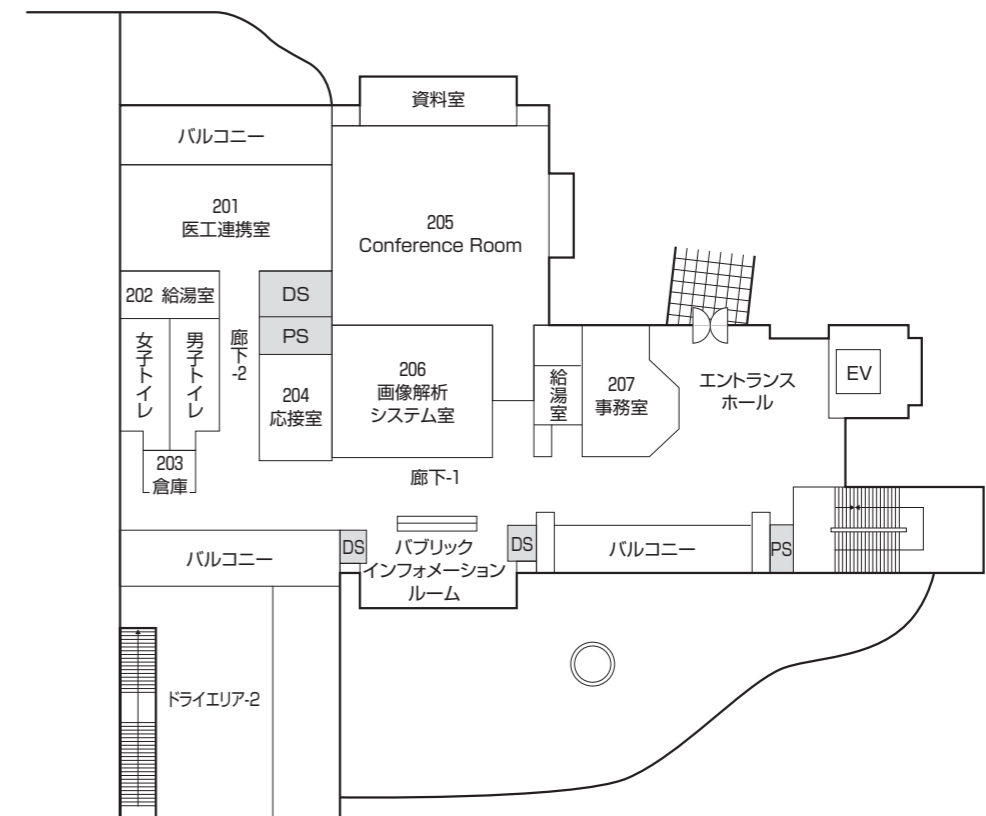 資料室
バルコニー
201
医工連携室
205
Conference Room
202 給湯室
DS
PS
女子トイレ
男子トイレ
廊下-2
204
応接室
206
画像解析
システム室
給湯室
207
事務室
エントランス
ホール
EV
203
倉庫
廊下-1
バルコニー
DS
パブリック
インフォメーション
ルーム
DS
バルコニー
PS
ドライエリア-2